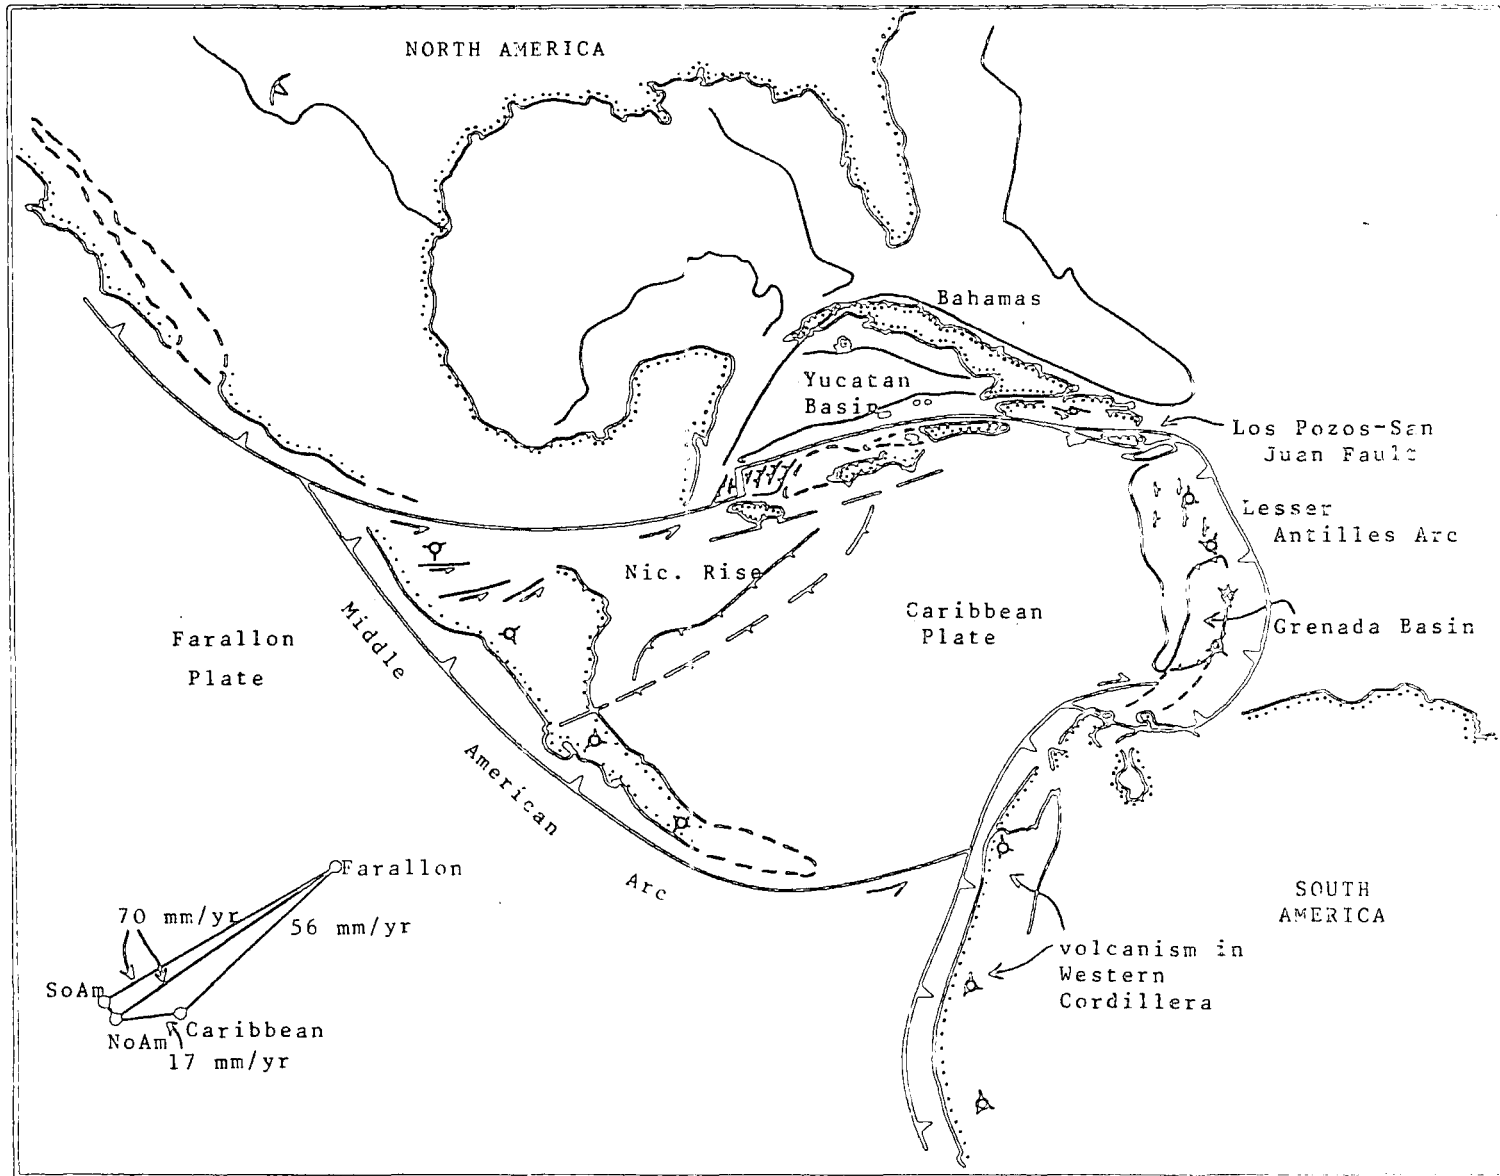 NORTH AMERICA
Bahamas
Yucatan
Basin
Los Pozos-San
Juan Fault
Lesser
Antilles Arc
Nic. Rise
Caribbean
Plate
Grenada Basin
Farallon
Plate
Middle
American
Arc
Farallon
70 mm/yr
56 mm/yr
SoAm
NoAm
Caribbean
17 mm/yr
SOUTH
AMERICA
volcanism in
Western
Cordillera